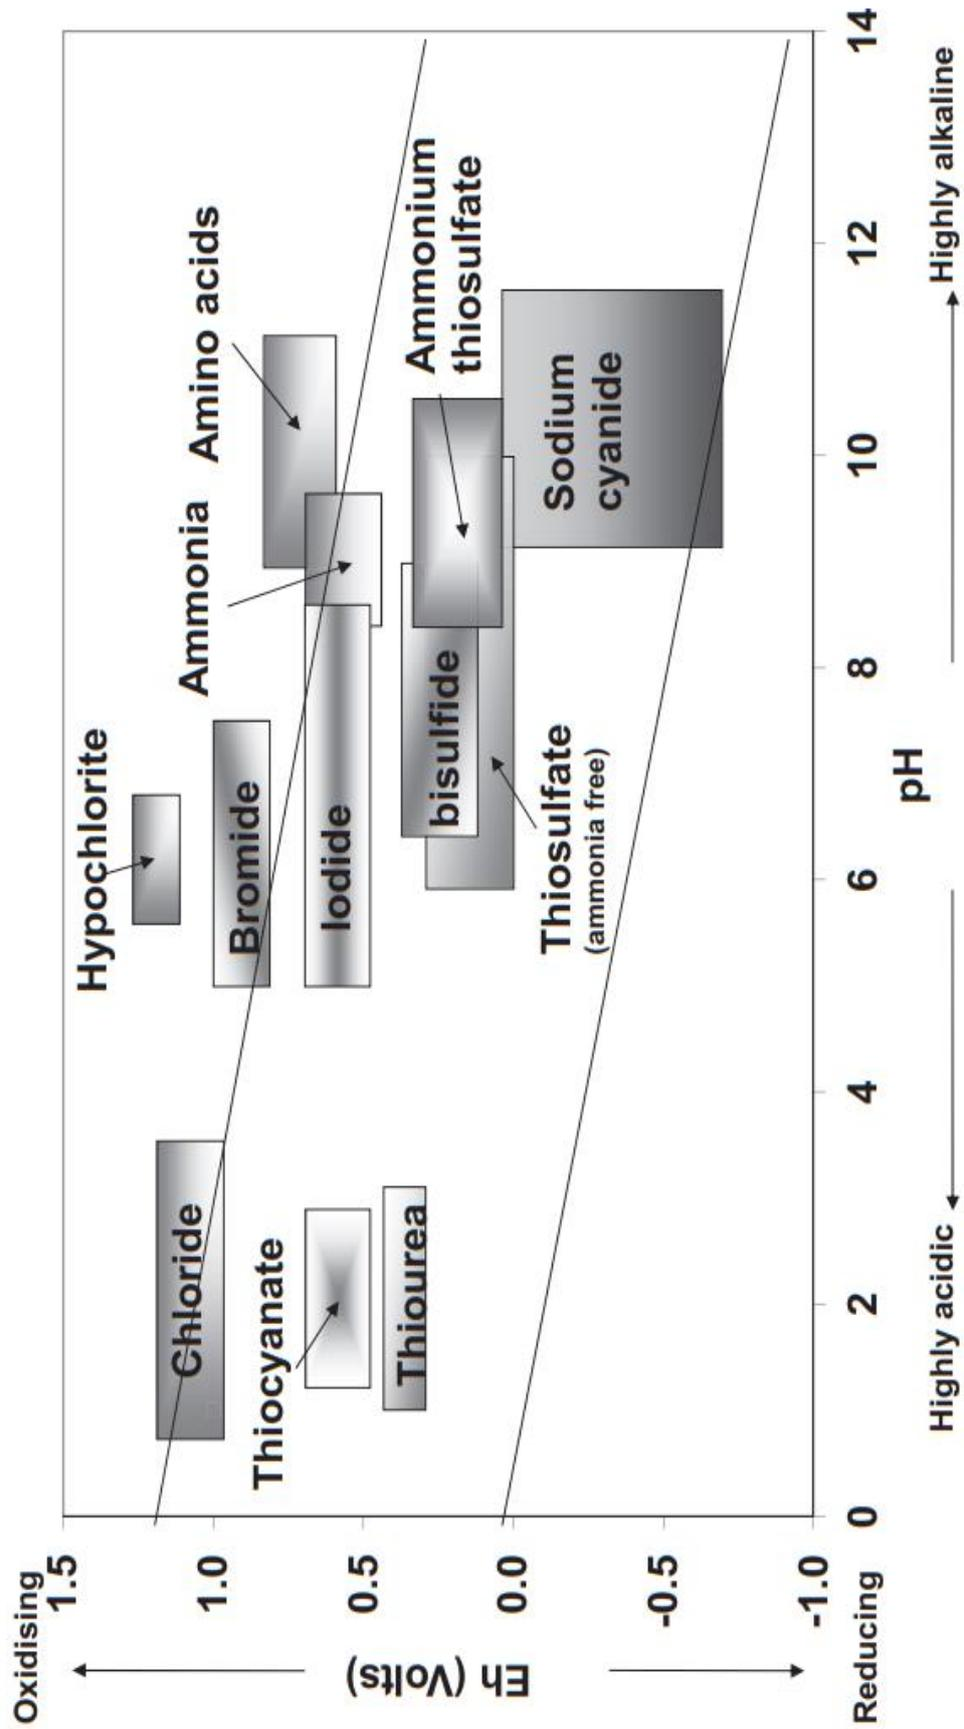 Oxidising
1.5
1.0
0.5
0.0
-0.5
-1.0
Reducing
Eh (Volts)
Hypochlorite
Chloride
Bromide
Amino acids
Ammonia
Thiocyanate
Iodide
Thiourea
bisulfide
Ammonium
thiosulfate
Thiosulfate
(ammonia free)
Sodium
cyanide
0
2
4
6
8
10
12
14
pH
Highly acidic
Highly alkaline